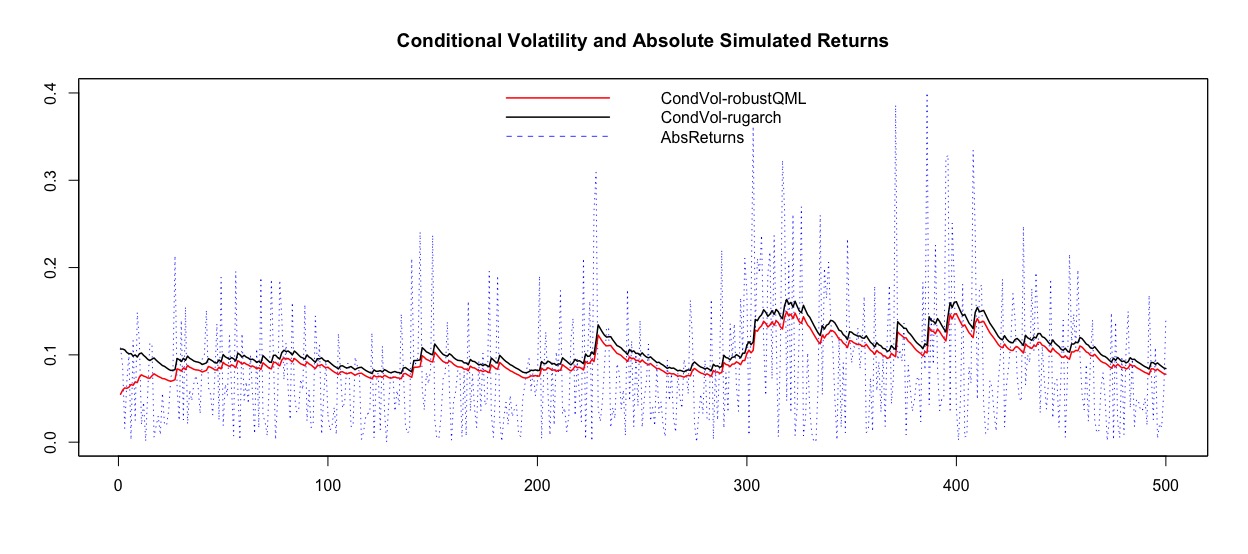 Conditional Volatility and Absolute Simulated Returns
0.4
0.3
0.2
0.1
0.0
CondVol-robustQML
CondVol-rugarch
AbsReturns
0 100 200 300 400 500